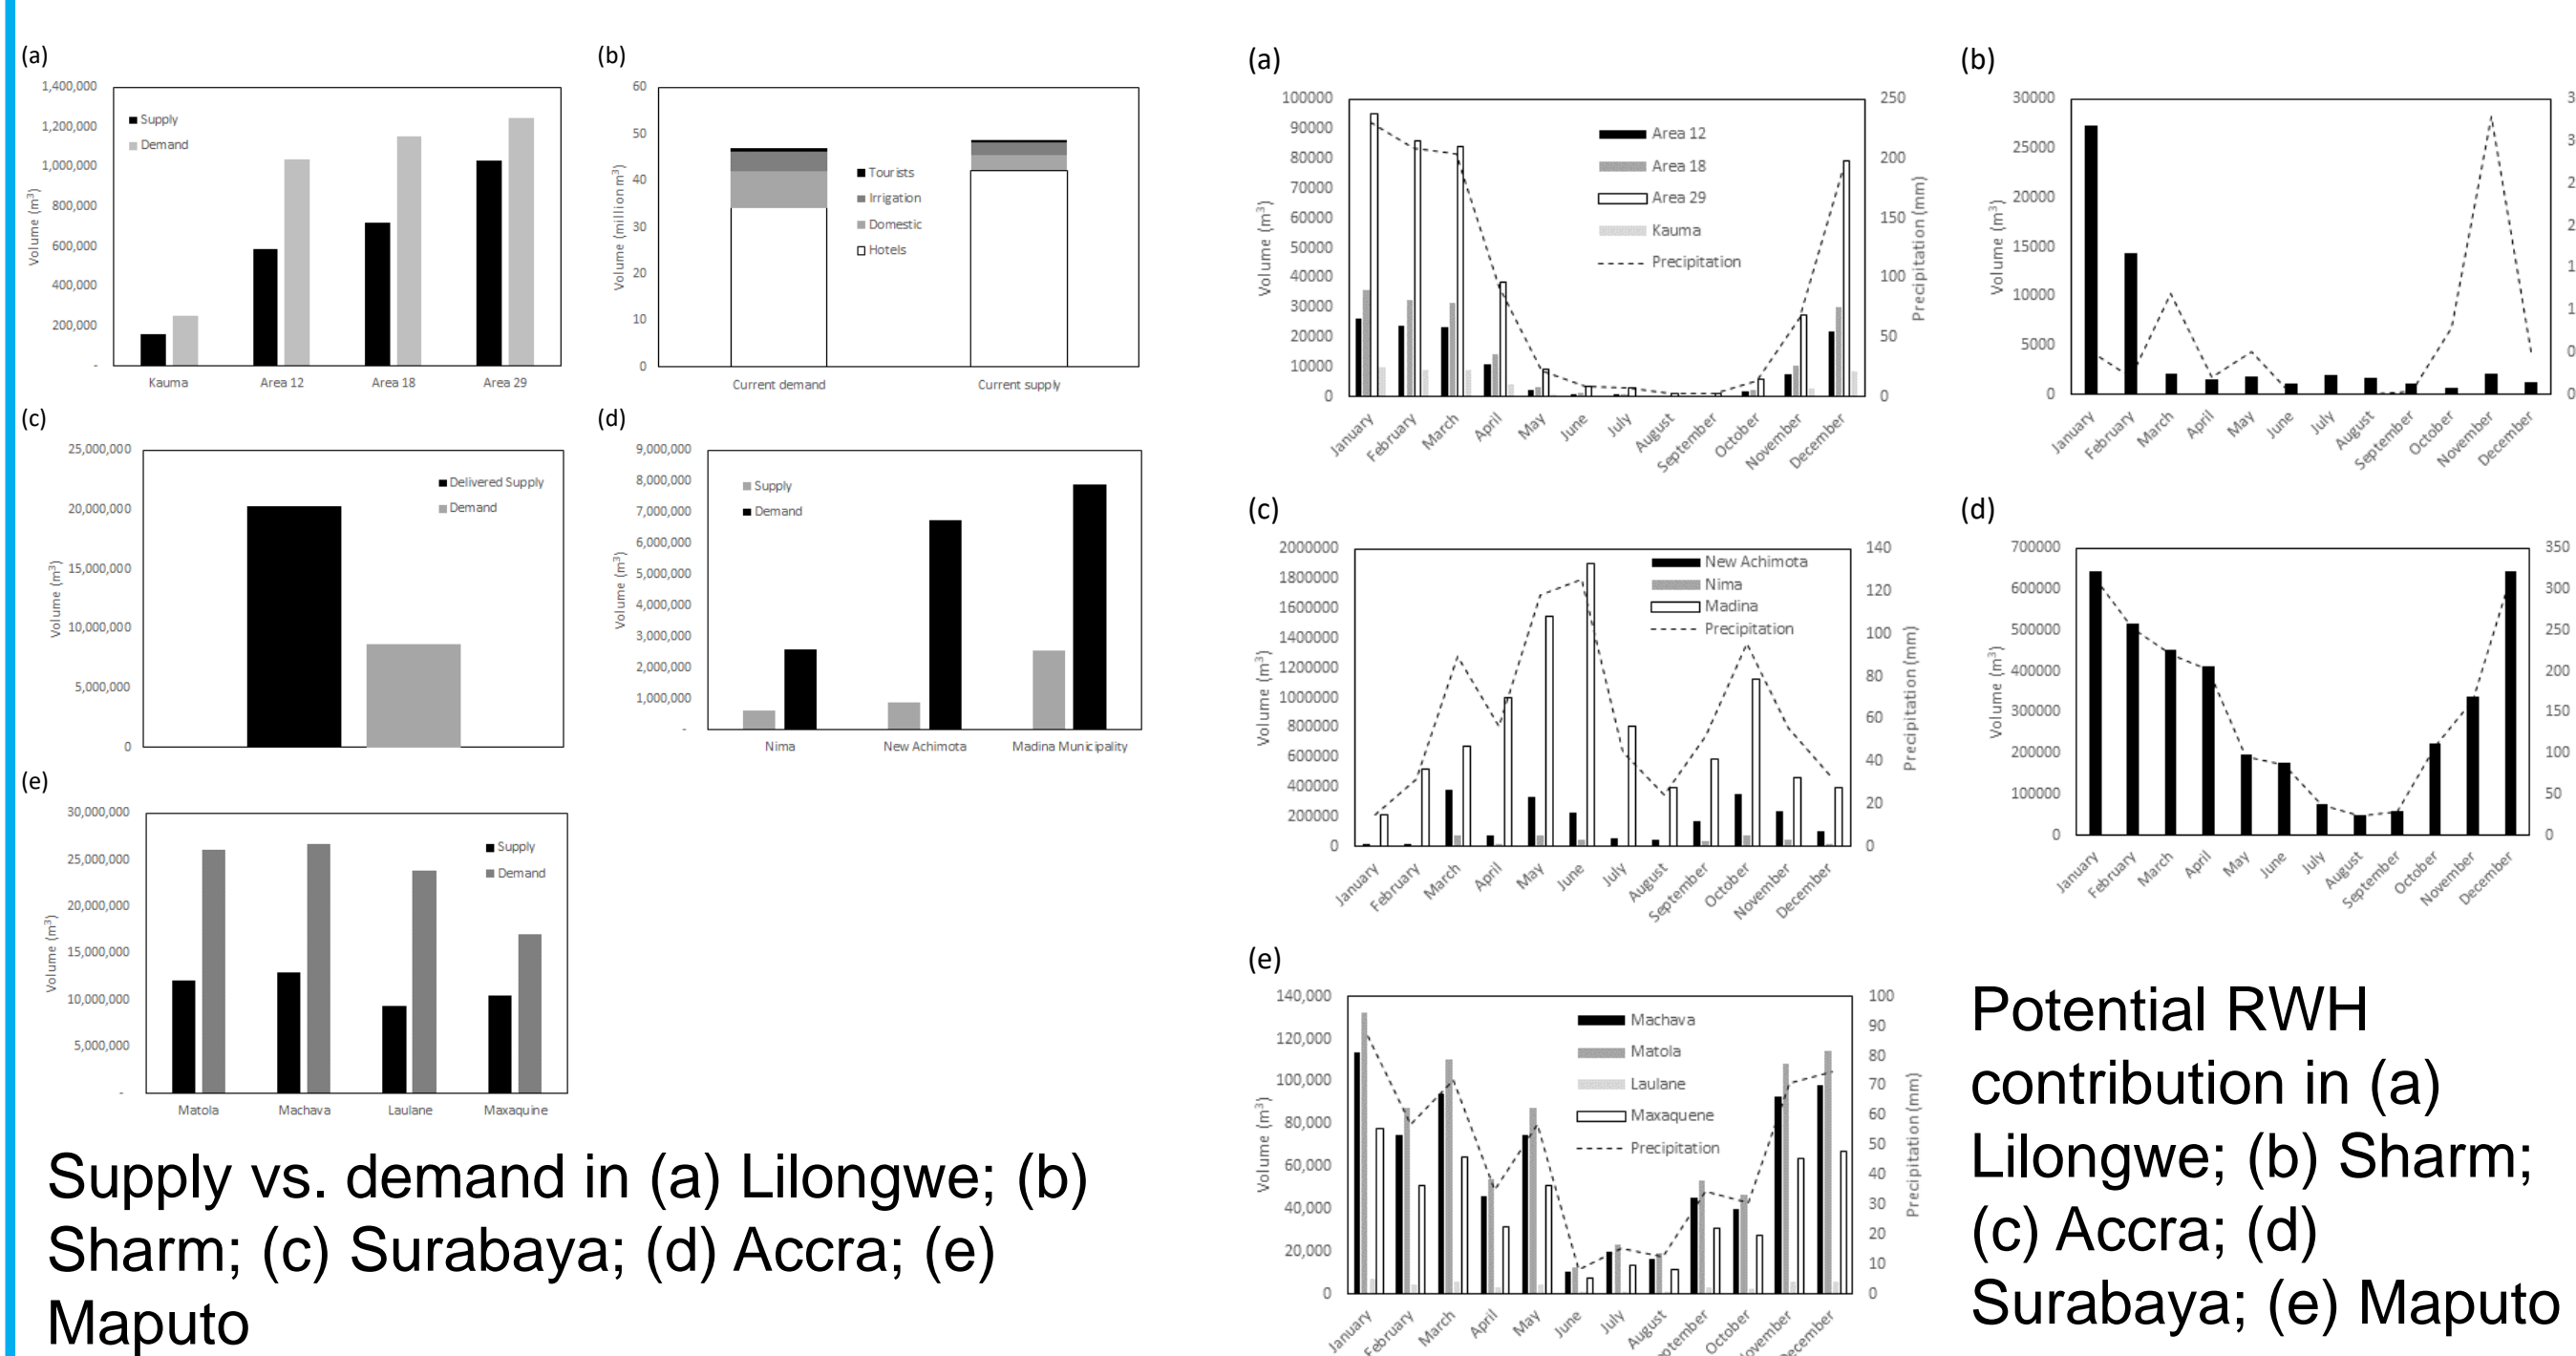 (a)
1,400,000
1,200,000
1,000,000
800,000
600,000
400,000
200,000
-
Volume (m³)
Supply
Demand
Kauma
Area 12
Area 18
Area 29
(b)
60
50
40
30
20
10
0
Volume (million m³)
Tourists
Irrigation
Domestic
Hotels
Current demand
Current supply
(c)
25,000,000
20,000,000
15,000,000
10,000,000
5,000,000
0
Volume (m³)
Delivered Supply
Demand
(d)
9,000,000
8,000,000
7,000,000
6,000,000
5,000,000
4,000,000
3,000,000
2,000,000
1,000,000
-
Volume (m³)
Supply
Demand
Nima
New Achimota
Madina Municipality
(e)
30,000,000
25,000,000
20,000,000
15,000,000
10,000,000
5,000,000
-
Volume (m³)
Supply
Demand
Matola
Machava
Laulane
Maxaquine
Supply vs. demand in (a) Lilongwe; (b)
Sharm; (c) Surabaya; (d) Accra; (e)
Maputo
(a)
100000
90000
80000
70000
60000
50000
40000
30000
20000
10000
0
Volume (m³)
Area 12
Area 18
Area 29
Kauma
Precipitation
250
200
150
100
50
0
Precipitation (mm)
January
February
March
April
May
June
July
August
September
October
November
December
(b)
30000
25000
20000
15000
10000
5000
0
Volume (m³)
January
February
March
April
May
June
July
August
September
October
November
December
(c)
2000000
1800000
1600000
1400000
1200000
1000000
800000
600000
400000
200000
0
Volume (m³)
New Achimota
Nima
Madina
Precipitation
140
120
100
80
60
40
20
0
Precipitation (mm)
January
February
March
April
May
June
July
August
September
October
November
December
(d)
700000
600000
500000
400000
300000
200000
100000
0
Volume (m³)
350
300
250
200
150
100
50
0
January
February
March
April
May
June
July
August
September
October
November
December
(e)
140,000
120,000
100,000
80,000
60,000
40,000
20,000
0
Volume (m³)
Machava
Matola
Laulane
Maxaquene
Precipitation
100
90
80
70
60
50
40
30
20
10
0
Precipitation (mm)
January
February
March
April
May
June
July
August
October
Potential RWH
contribution in (a)
Lilongwe; (b) Sharm;
(c) Accra; (d)
Surabaya; (e) Maputo